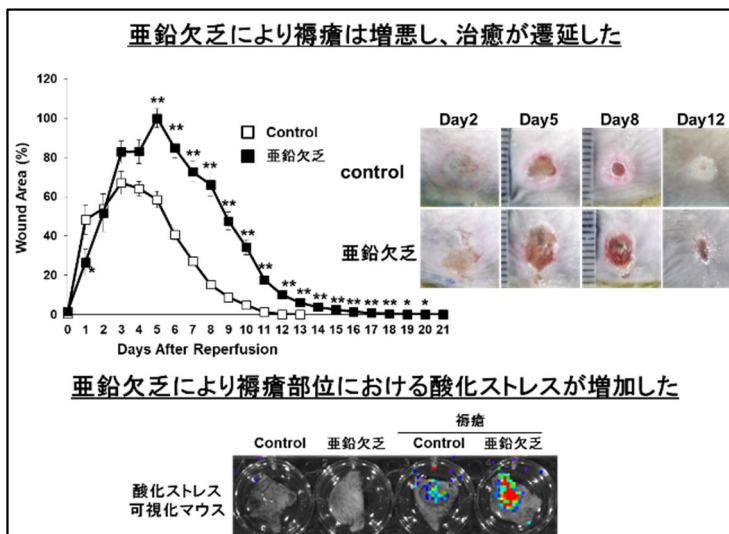 亜鉛欠乏により褥瘡は増悪し、治癒が遷延した
120
100
80
60
40
20
0
Wound Area (%)
** ** ** ** ** ** ** ** ** ** ** ** ** ** * *
*
Control
亜鉛欠乏
0 1 2 3 4 5 6 7 8 9 10 11 12 13 14 15 16 17 18 19 20 21
Days After Reperfusion
Day2 Day5 Day8 Day12
control
亜鉛欠乏
亜鉛欠乏により褥瘡部位における酸化ストレスが増加した
褥瘡
Control 亜鉛欠乏 Control 亜鉛欠乏
酸化ストレス
可視化マウス